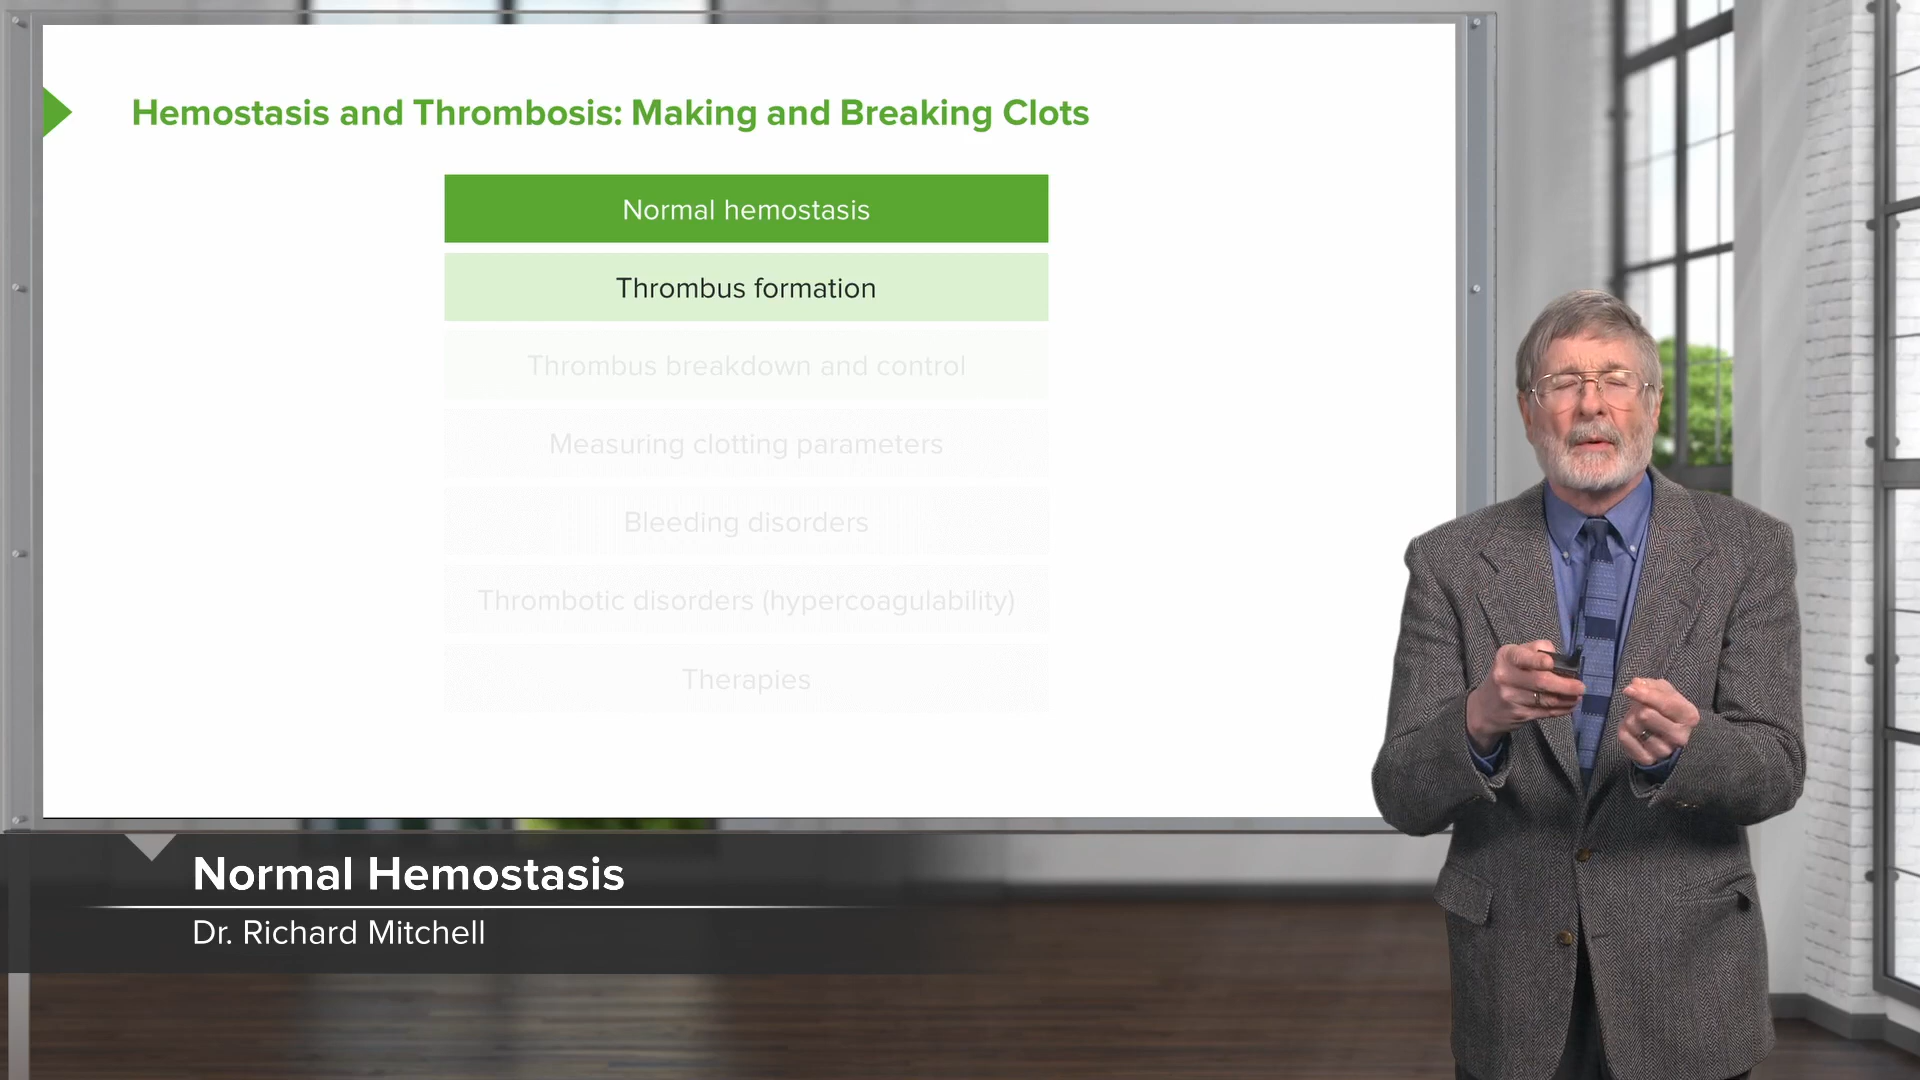 Hemostasis and Thrombosis: Making and Breaking Clots
Normal hemostasis
Thrombus formation
Thrombus breakdown and control
Measuring clotting parameters
Bleeding disorders
Thrombotic disorders (hypercoagulability)
Therapies
Normal Hemostasis
Dr. Richard Mitchell